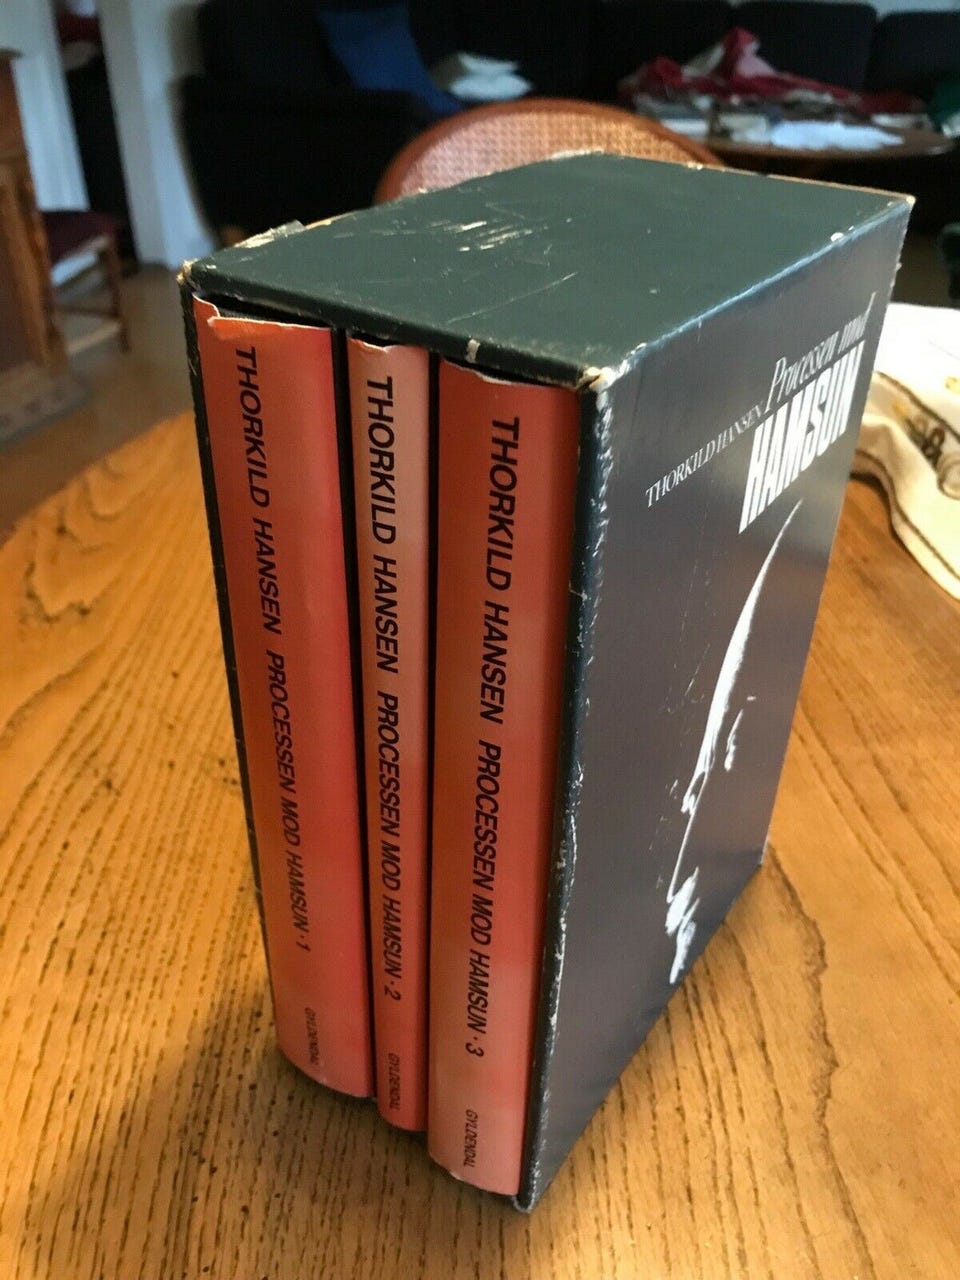 THORKILD HANSEN PROCESSEN MOD HAMSUN · 1 GYLDENDAL
THORKILD HANSEN PROCESSEN MOD HAMSUN · 2 GYLDENDAL
THORKILD HANSEN PROCESSEN MOD HAMSUN · 3 GYLDENDAL
THORKILD HANSEN Processen mod
HAMSUN